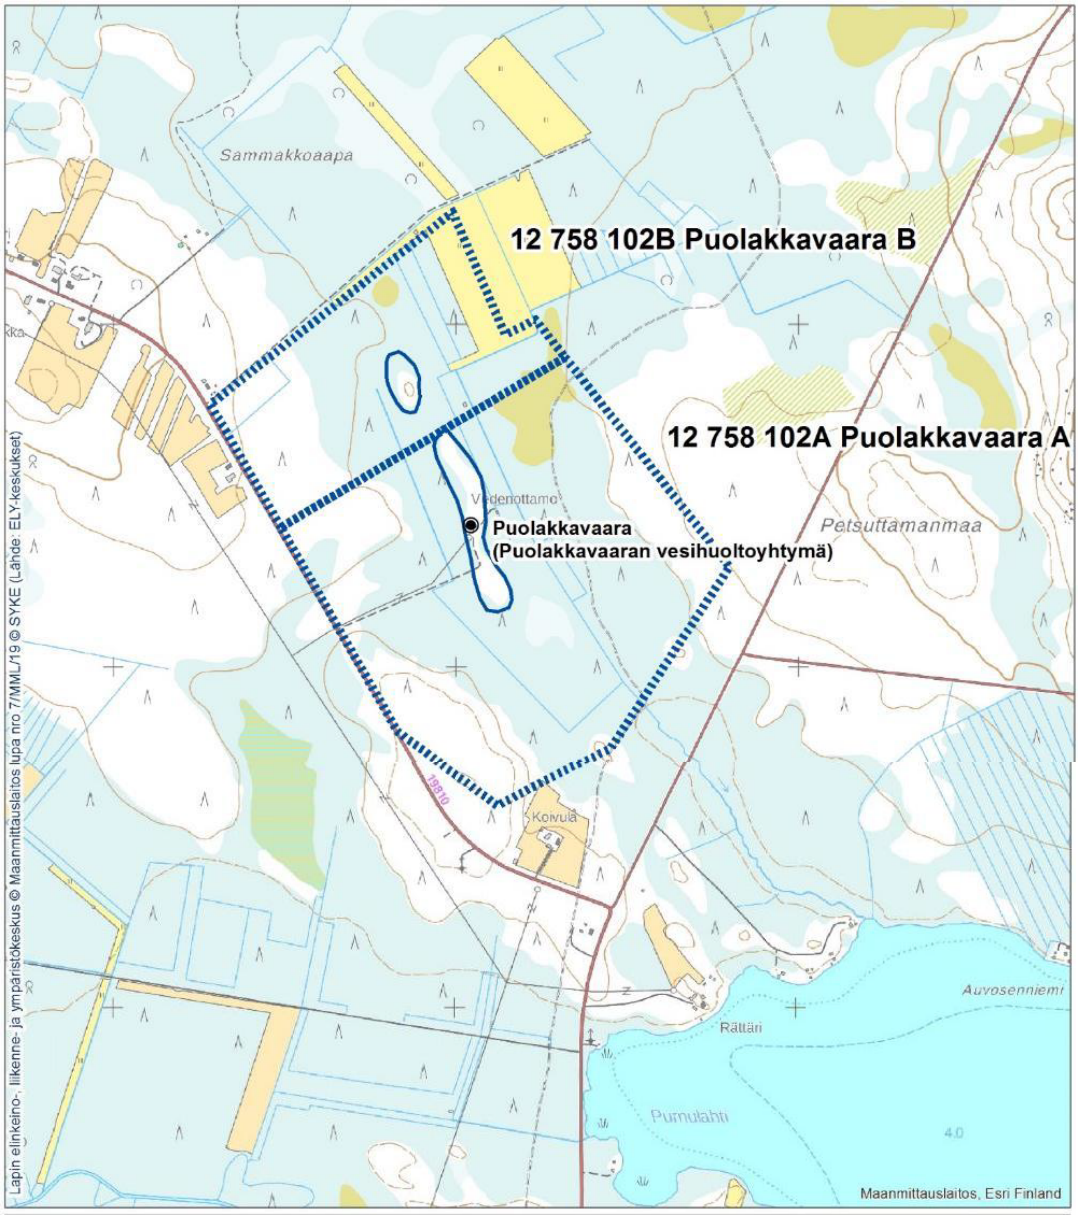 Sammakkoaapa
12 758 102B Puolakkavaara B
12 758 102A Puolakkavaara A
Vedenottamo
Puolakkavaara
(Puolakkavaaran vesihuoltoyhtymä)
Petsuttamanmaa
19810
Koivula
Auvosenniemi
Rättäri
Purnulahti
4.0
Maanmittauslaitos, Esri Finland
Lapin elinkeino-, liikenne- ja ympäristökeskus © Maanmittauslaitos lupa nro 7/MML/19 © SYKE (Lähde: ELY-keskukset)